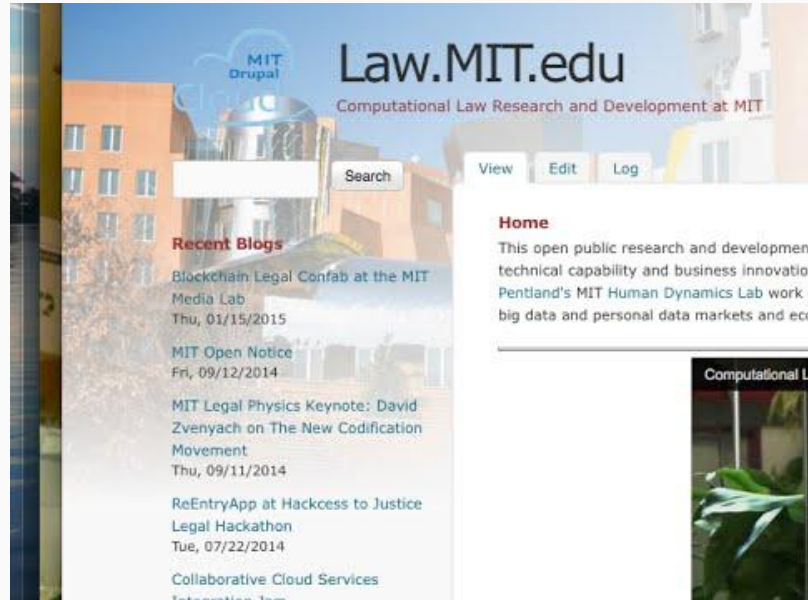 MIT
Drupal
Cloud
Law.MIT.edu
Computational Law Research and Development at MIT
Search
View
Edit
Log
Recent Blogs
Blockchain Legal Confab at the MIT
Media Lab
Thu, 01/15/2015
MIT Open Notice
Fri, 09/12/2014
MIT Legal Physics Keynote: David
Zvenyach on The New Codification
Movement
Thu, 09/11/2014
ReEntryApp at Hackcess to Justice
Legal Hackathon
Tue, 07/22/2014
Collaborative Cloud Services
Integration Jam
Home
This open public research and developmen
technical capability and business innovatio
Pentland's MIT Human Dynamics Lab work
big data and personal data markets and ec
Computational L